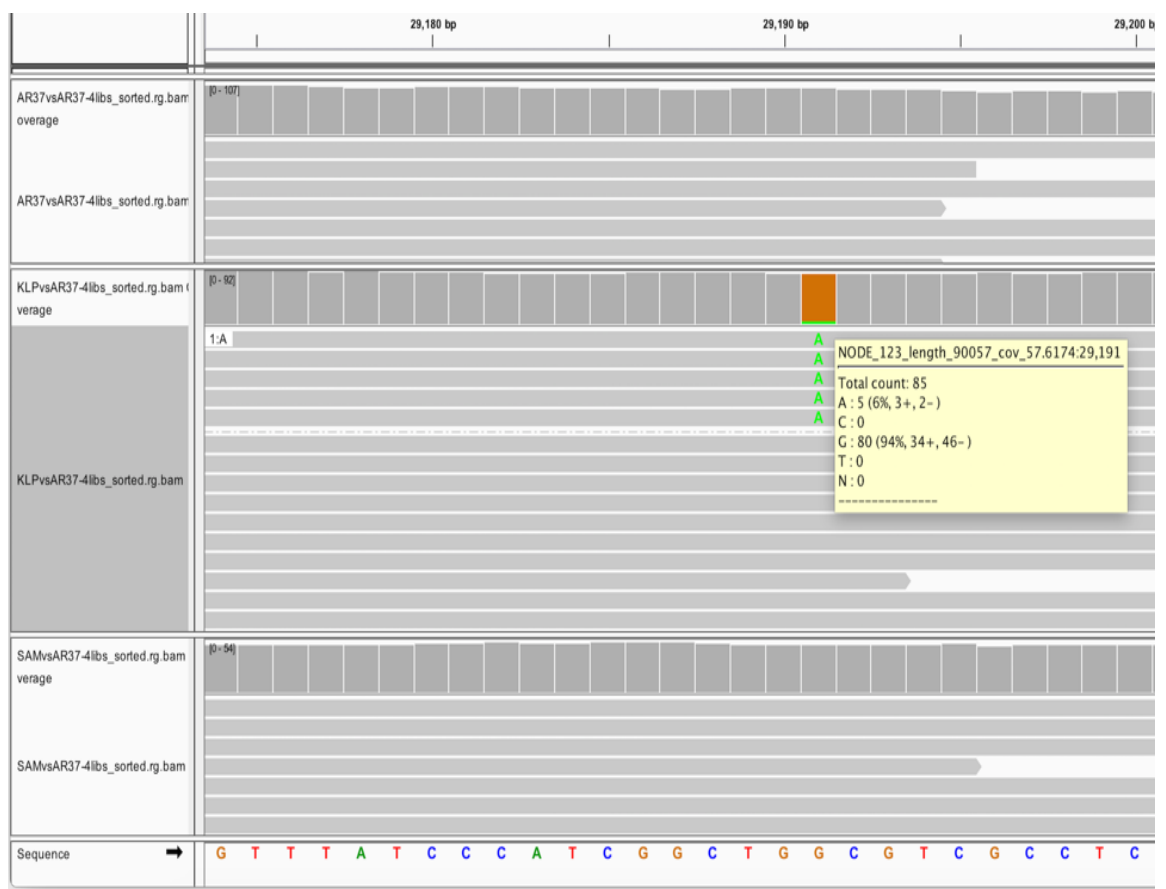 29,180 bp 29,190 bp 29,200 b
AR37vsAR37-4libs_sorted.rg.bam
overage
[0 - 107]
AR37vsAR37-4libs_sorted.rg.bam
KLPvsAR37-4libs_sorted.rg.bam
verage
[0 - 92]
1:A
A
A
A
A
A
NODE_123_length_90057_cov_57.6174:29,191
Total count: 85
A : 5 (6%, 3+, 2- )
C : 0
G : 80 (94%, 34+, 46- )
T : 0
N : 0
---------------
KLPvsAR37-4libs_sorted.rg.bam
SAMvsAR37-4libs_sorted.rg.bam
verage
[0 - 54]
SAMvsAR37-4libs_sorted.rg.bam
Sequence G T T T A T C C C A T C G G C T G G C G T C G C C T C